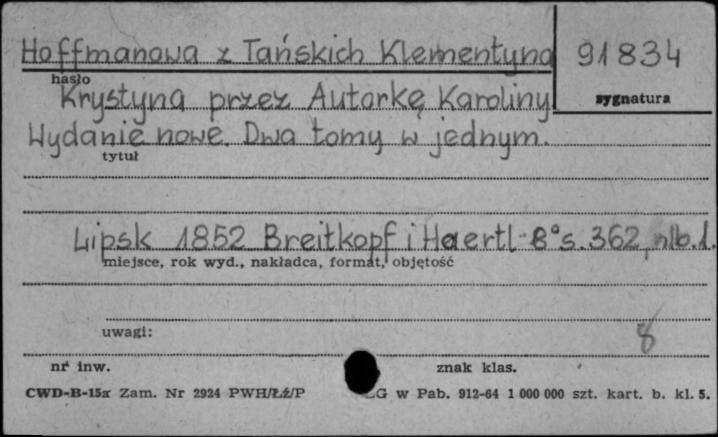 Hoffmanowa z Tańskich Klementyna 91834
hasło
sygnatura
Krystyna przez Autorkę Karoliny
Wydanie nowe. Dwa tomy w jednym.
tytuł
Lipsk 1852 Breitkopf i Haertl 8° s. 362, nlb. 1.
miejsce, rok wyd., nakładca, format, objętość
uwagi:
8
nr inw.
znak klas.
CWD-B-15a Zam. Nr 2924 PWH/Łź/P G w Pab. 912-64 1 000 000 szt. kart. b. kl. 5.